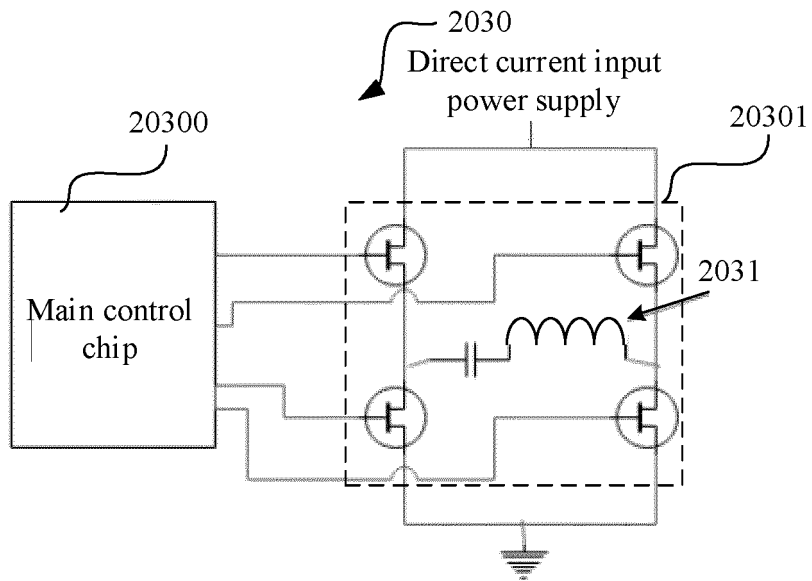 2030
Direct current input
power supply
20300
20301
Main control
chip
2031